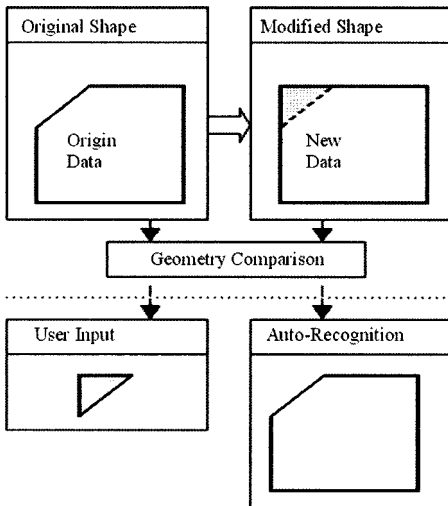 Original Shape
Modified Shape
Origin
Data
New
Data
Geometry Comparison
User Input
Auto-Recognition